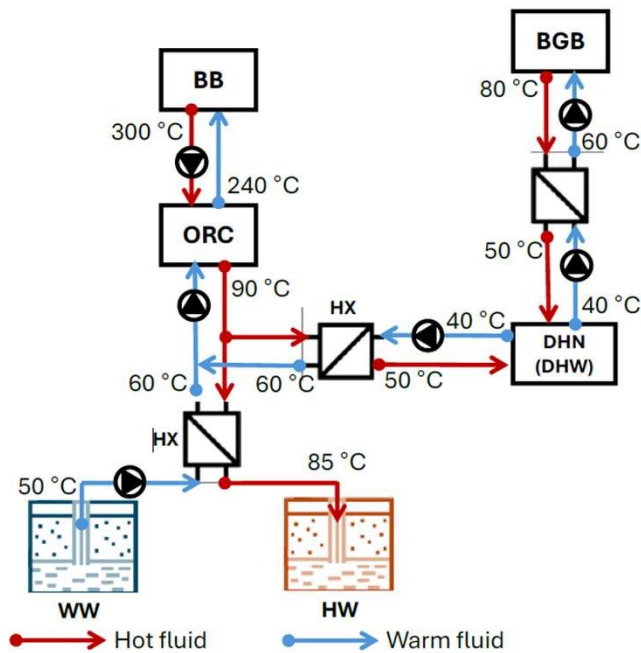 BB
BGB
300 °C
80 °C
60 °C
240 °C
ORC
90 °C
50 °C
HX
40 °C
40 °C
DHN
(DHW)
60 °C
60 °C
50 °C
HX
50 °C
85 °C
WW
HW
Hot fluid
Warm fluid